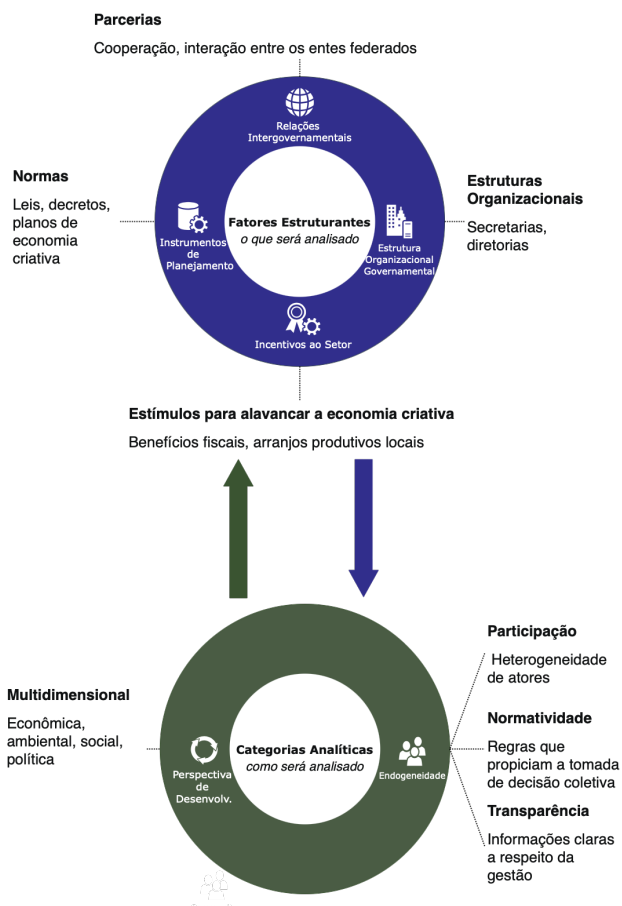 Parcerias
Cooperação, interação entre os entes federados
Relações
Intergovernamentais
Normas
Leis, decretos,
planos de
economia
criativa
Instrumentos
de
Planejamento
Fatores Estruturantes
o que será analisado
Estrutura
Organizacional
Governamental
Estruturas
Organizacionais
Secretarias,
diretorias
Incentivos ao Setor
Estímulos para alavancar a economia criativa
Benefícios fiscais, arranjos produtivos locais
Multidimensional
Econômica,
ambiental, social,
política
Perspectiva
de
Desenvolv.
Categorias Analíticas
como será analisado
Endogeneidade
Participação
Heterogeneidade
de atores
Normatividade
Regras que
propiciam a tomada
de decisão coletiva
Transparência
Informações claras
a respeito da
gestão